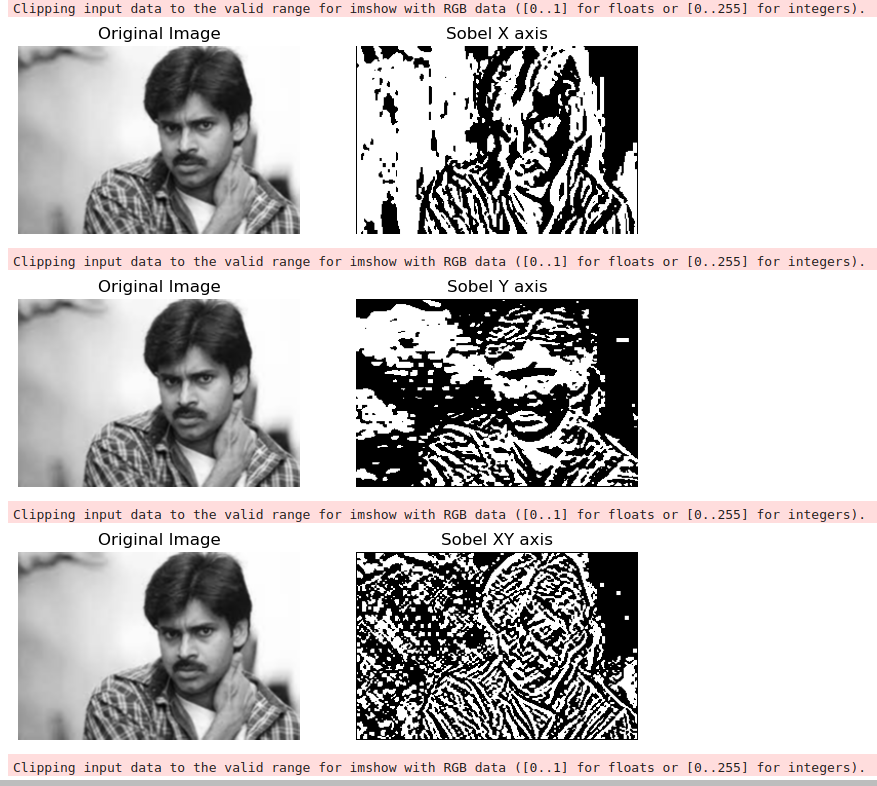 Clipping input data to the valid range for imshow with RGB data ([0..1] for floats or [0..255] for integers).
Original Image
Sobel X axis
Clipping input data to the valid range for imshow with RGB data ([0..1] for floats or [0..255] for integers).
Original Image
Sobel Y axis
Clipping input data to the valid range for imshow with RGB data ([0..1] for floats or [0..255] for integers).
Original Image
Sobel XY axis
Clipping input data to the valid range for imshow with RGB data ([0..1] for floats or [0..255] for integers).